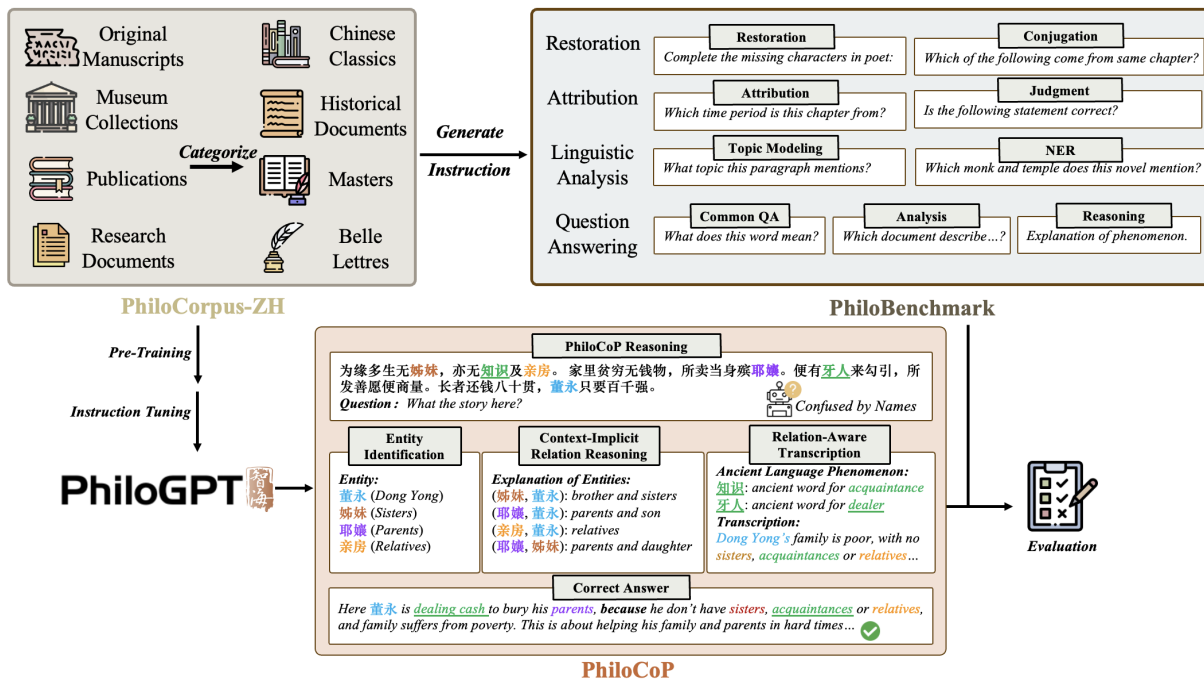 Original
Manuscripts
Chinese
Classics
Museum
Collections
Historical
Documents
Categorize
Publications
Masters
Research
Documents
Belle
Lettres
PhiloCorpus-ZH
Generate
Instruction
Restoration
Restoration
Complete the missing characters in poet:
Conjugation
Which of the following come from same chapter?
Attribution
Attribution
Which time period is this chapter from?
Judgment
Is the following statement correct?
Linguistic
Analysis
Topic Modeling
What topic this paragraph mentions?
NER
Which monk and temple does this novel mention?
Question
Answering
Common QA
What does this word mean?
Analysis
Which document describe…?
Reasoning
Explanation of phenomenon.
PhiloBenchmark
Pre-Training
Instruction Tuning
PhiloGPT
智海
PhiloCoP Reasoning
为缘多生无姊妹，亦无知识及亲房。 家里贫穷无钱物，所卖当身殡耶孃。便有牙人来勾引，所
发善愿便商量。长者还钱八十贯，董永只要百千强。
Question： What the story here?
?
Confused by Names
Entity
Identification
Entity:
董永 (Dong Yong)
姊妹 (Sisters)
耶孃 (Parents)
亲房 (Relatives)
Context-Implicit
Relation Reasoning
Explanation of Entities:
(姊妹, 董永): brother and sisters
(耶孃, 董永): parents and son
(亲房, 董永): relatives
(耶孃, 姊妹): parents and daughter
Relation-Aware
Transcription
Ancient Language Phenomenon:
知识: ancient word for acquaintance
牙人: ancient word for dealer
Transcription:
Dong Yong's family is poor, with no
sisters, acquaintances or relatives…
Correct Answer
Here 董永 is dealing cash to bury his parents, because he don't have sisters, acquaintances or relatives,
and family suffers from poverty. This is about helping his family and parents in hard times…
PhiloCoP
Evaluation